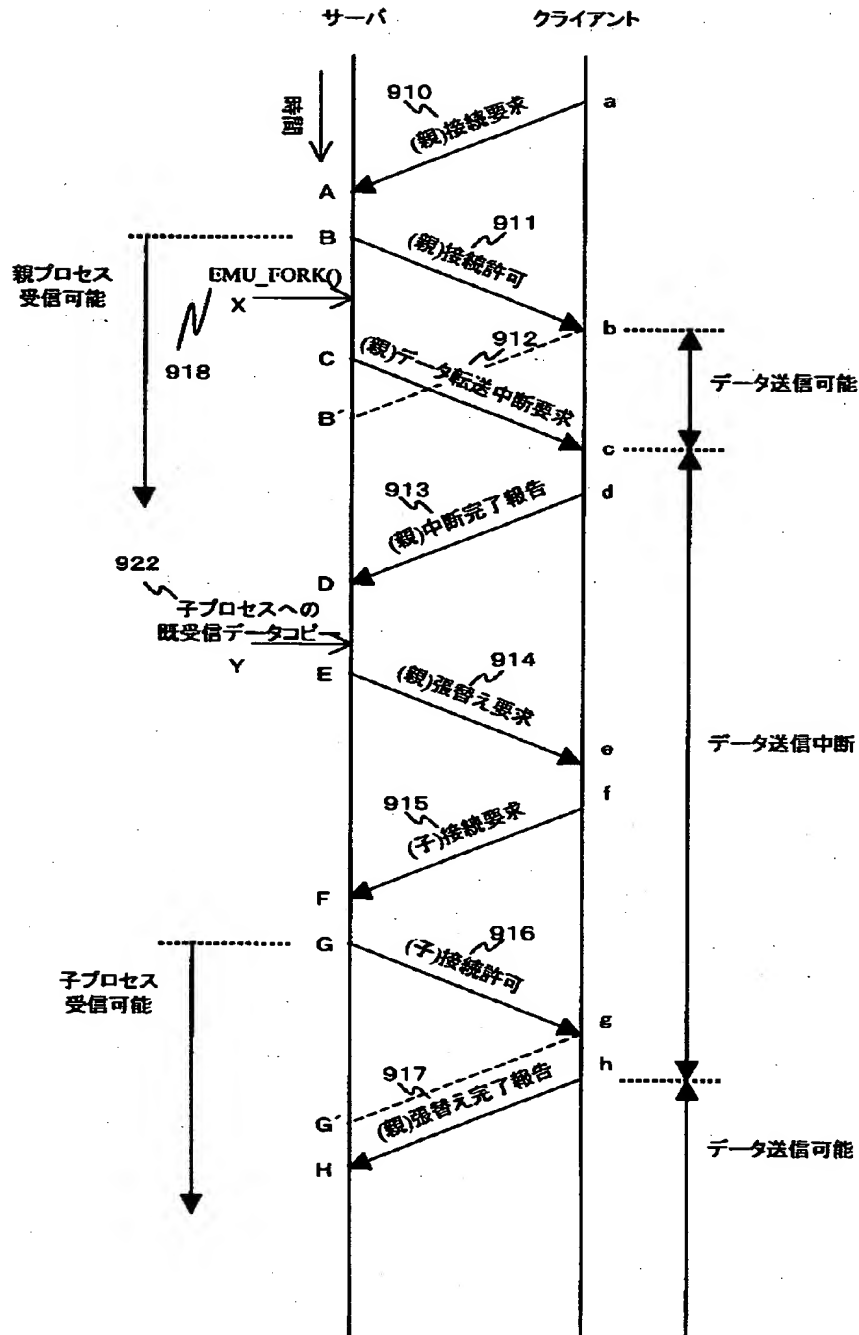 サーバ
クライアント
時間
910
a
(親)接続要求
A
911
B
(親)接続許可
親プロセス
受信可能
EMU_FORK()
X
918
b
912
(親)データ転送中断要求
C
データ送信可能
B'
c
913
d
(親)中断完了報告
922
D
子プロセスへの
既受信データコピー
Y
914
E
(親)張替え要求
データ送信中断
e
f
915
(子)接続要求
F
916
G
(子)接続許可
子プロセス
受信可能
g
h
917
G'
(親)張替え完了報告
データ送信可能
H